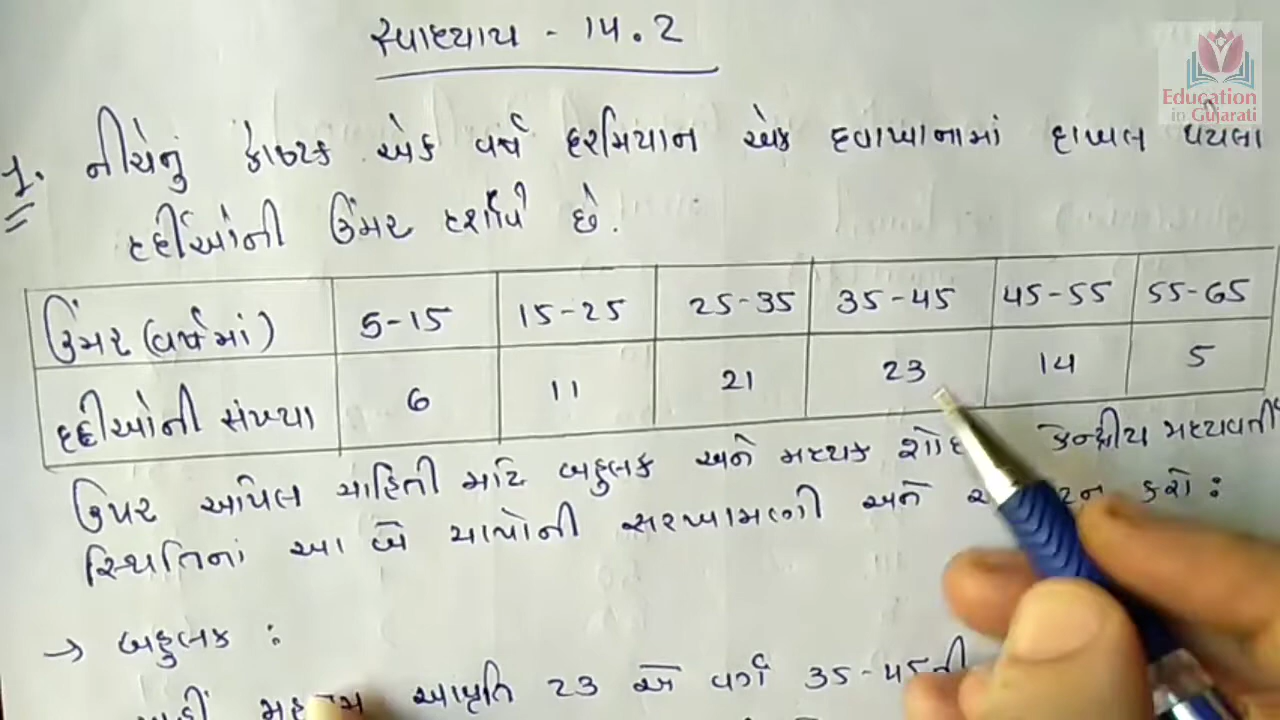 સ્વાધ્યાય - 14.2
Education
in Gujarati
1. નીચેનું કોષ્ટક એક વર્ષ દરમિયાન એક દવાખાનામાં દાખલ થયેલા
દર્દીઓની ઉંમર દર્શાવે છે.
ઉંમર (વર્ષમાં) 5-15 15-25 25-35 35-45 45-55 55-65
દર્દીઓની સંખ્યા 6 11 21 23 14 5
ઉપર આપેલ માહિતી માટે બહુલક અને મધ્યક કેન્દ્રીય મધ્યવર્તી
સ્થિતિનાં આ બે માપોની સરખામણી અને કરો :
→ બહુલક :
અહીં આવૃત્તિ 23 એ વર્ગ 35-45ની